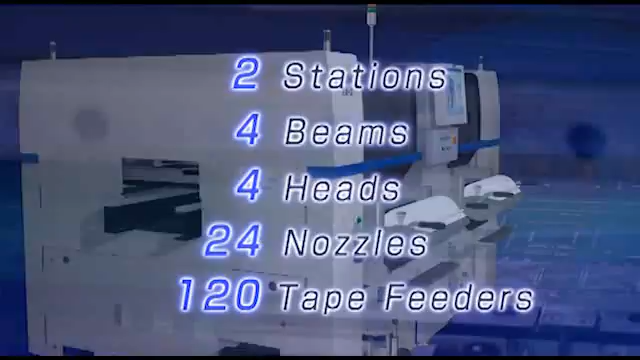 2 Stations
4 Beams
4 Heads
24 Nozzles
120 Tape Feeders